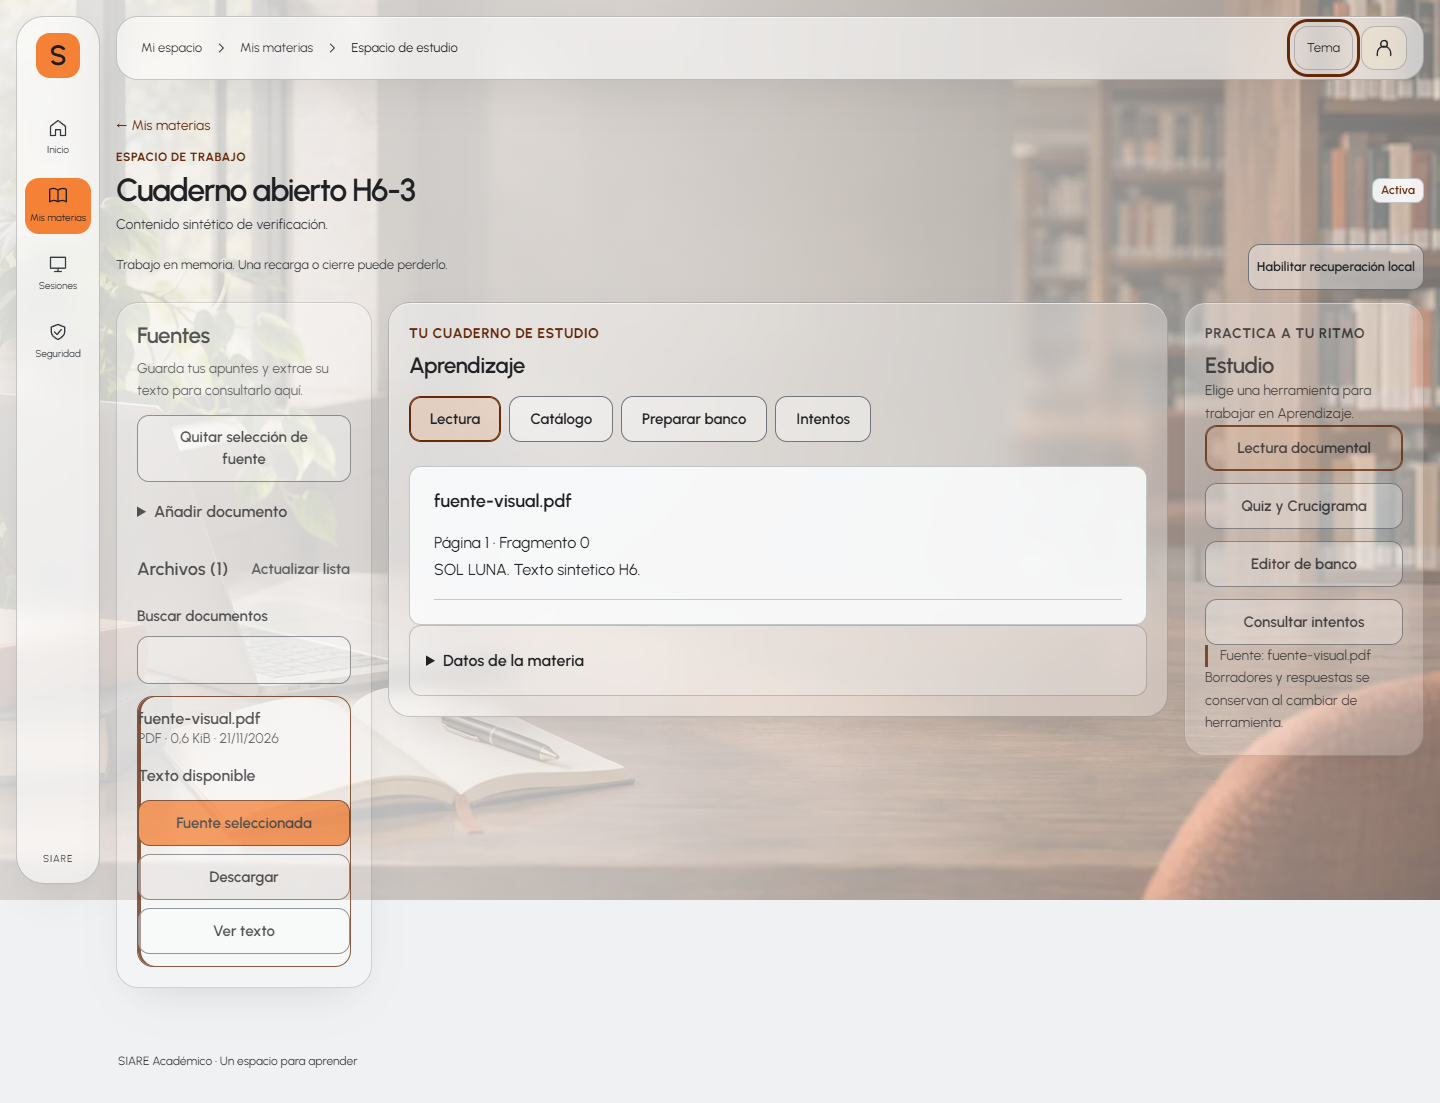 S
Inicio
Mis materias
Sesiones
Seguridad
SIARE
Mi espacio
Mis materias
Espacio de estudio
Tema
← Mis materias
ESPACIO DE TRABAJO
Cuaderno abierto H6-3
Activa
Contenido sintético de verificación.
Trabajo en memoria. Una recarga o cierre puede perderlo.
Habilitar recuperación local
Fuentes
Guarda tus apuntes y extrae su
texto para consultarlo aquí.
Quitar selección de
fuente
Añadir documento
Archivos (1)
Actualizar lista
Buscar documentos
fuente-visual.pdf
PDF · 0,6 KiB · 21/11/2026
Texto disponible
Fuente seleccionada
Descargar
Ver texto
TU CUADERNO DE ESTUDIO
Aprendizaje
Lectura
Catálogo
Preparar banco
Intentos
fuente-visual.pdf
Página 1 · Fragmento 0
SOL LUNA. Texto sintetico H6.
Datos de la materia
PRACTICA A TU RITMO
Estudio
Elige una herramienta para
trabajar en Aprendizaje.
Lectura documental
Quiz y Crucigrama
Editor de banco
Consultar intentos
Fuente: fuente-visual.pdf
Borradores y respuestas se
conservan al cambiar de
herramienta.
SIARE Académico · Un espacio para aprender